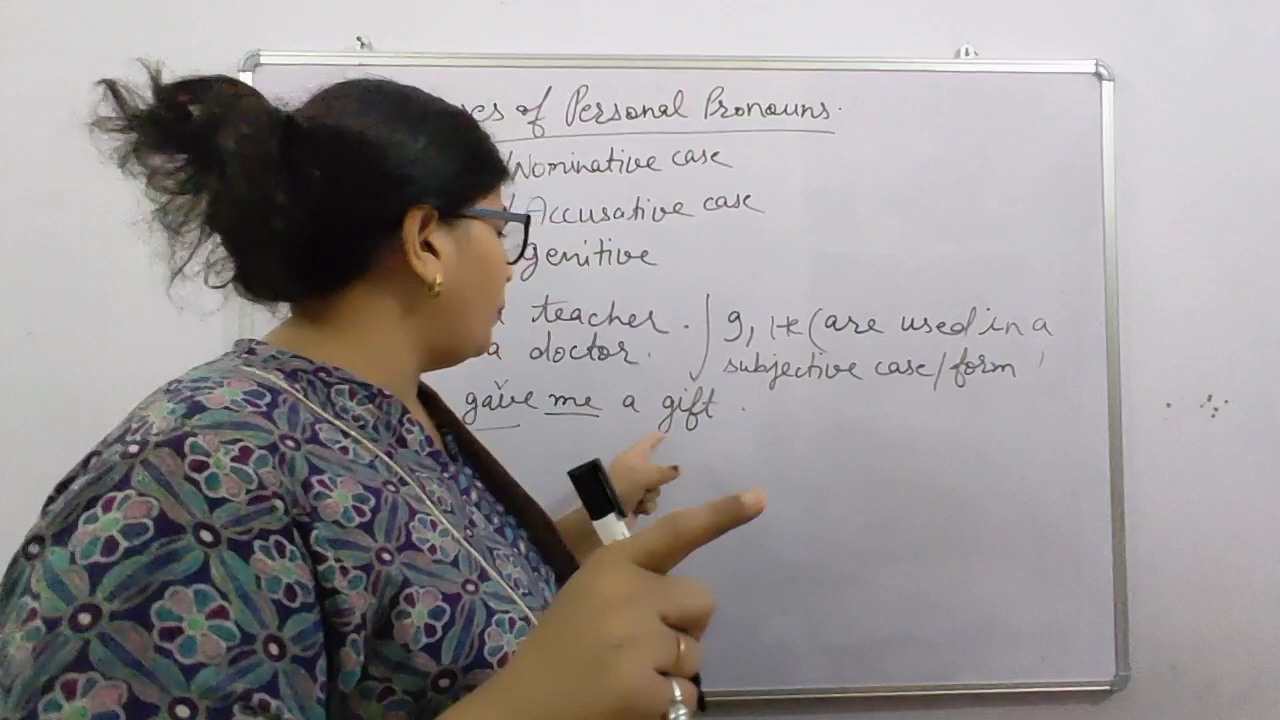 of Personal Pronouns.
/Nominative case
/ Accusative case
genitive
teacher.
a doctor.
gave me a gift.
I, He (are used in a
subjective case/form